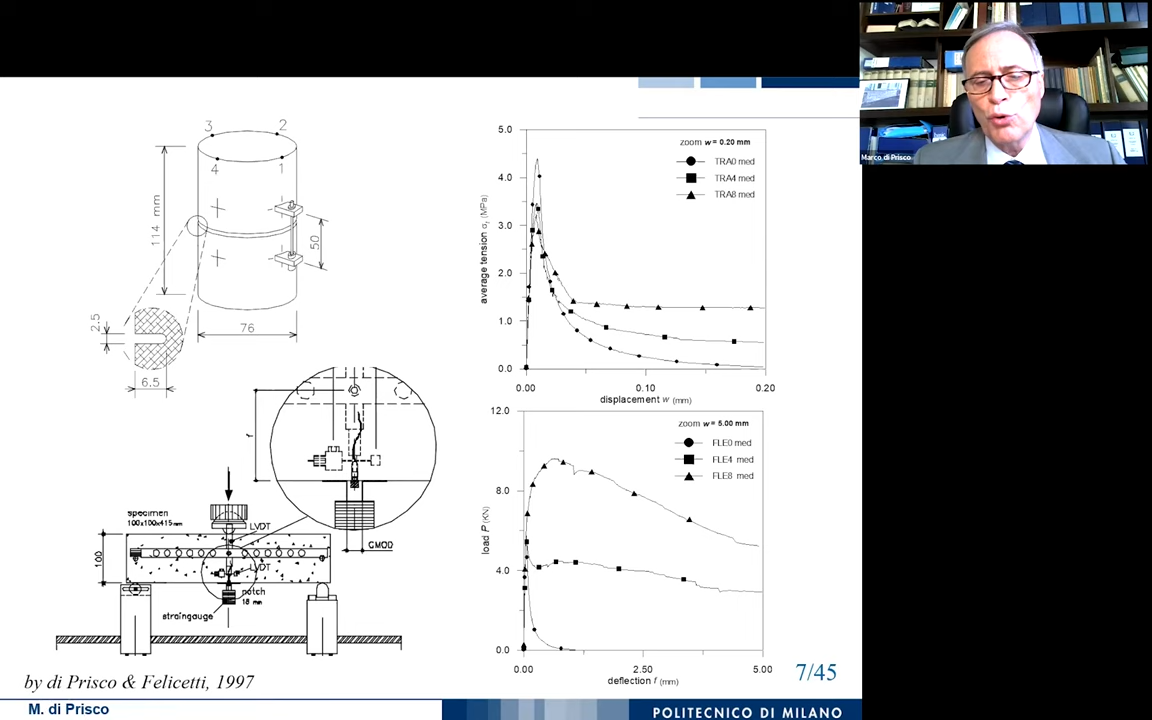 Marco di Prisco
3
2
4
1
114 mm
50
76
2.5
6.5
5.0
4.0
3.0
2.0
1.0
0.0
average tension σ (MPa)
zoom w = 0.20 mm
TRA0 med
TRA4 med
TRA8 med
0.00
0.10
0.20
displacement w (mm)
12.0
8.0
4.0
0.0
load P (KN)
zoom w = 5.00 mm
FLE0 med
FLE4 med
FLE8 med
0.00
2.50
5.00
deflection f (mm)
f
CMOD
specimen
100x100x415mm
LVDT
100
LVDT
notch
18 mm
straingauge
by di Prisco & Felicetti, 1997
7/45
M. di Prisco
POLITECNICO DI MILANO